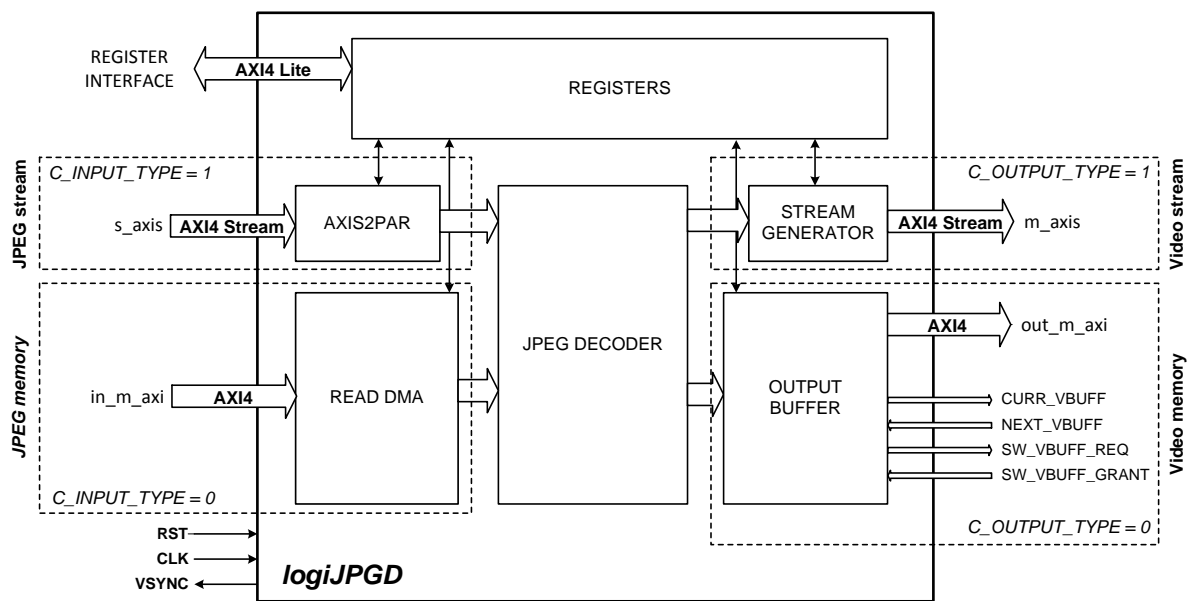 REGISTER
INTERFACE
AXI4 Lite
REGISTERS
JPEG stream
C_INPUT_TYPE = 1
s_axis
AXI4 Stream
AXIS2PAR
JPEG memory
in_m_axi
AXI4
READ DMA
C_INPUT_TYPE = 0
JPEG DECODER
C_OUTPUT_TYPE = 1
STREAM
GENERATOR
AXI4 Stream
m_axis
Video stream
OUTPUT
BUFFER
AXI4
out_m_axi
CURR_VBUFF
NEXT_VBUFF
SW_VBUFF_REQ
SW_VBUFF_GRANT
C_OUTPUT_TYPE = 0
Video memory
RST
CLK
VSYNC
logiJPGD